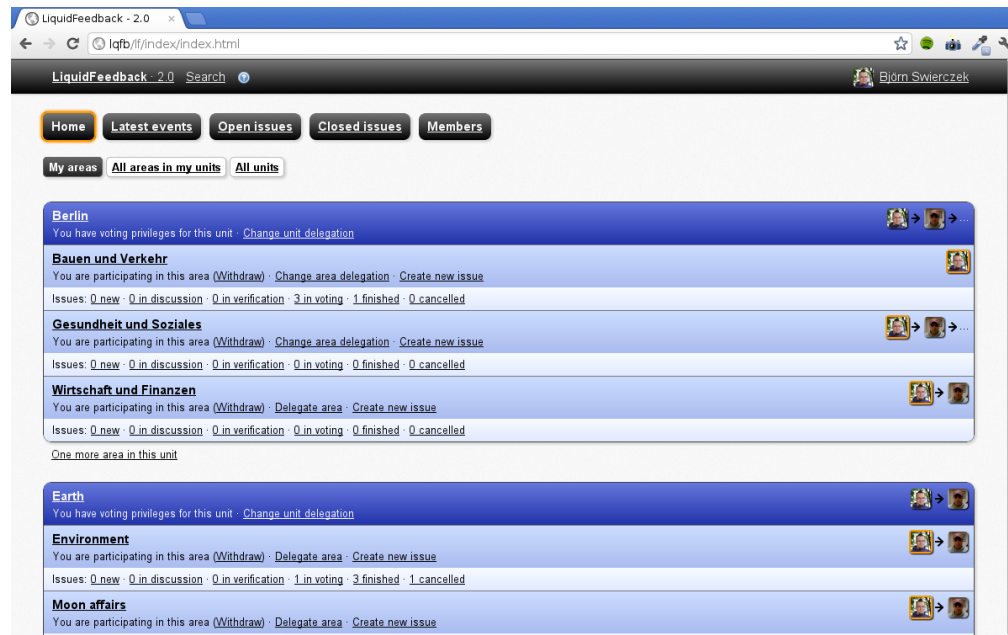 LiquidFeedback - 2.0
lqfb/lf/index/index.html
LiquidFeedback · 2.0 Search ? Björn Swierczek
Home Latest events Open issues Closed issues Members
My areas All areas in my units All units
Berlin
You have voting privileges for this unit · Change unit delegation
Bauen und Verkehr
You are participating in this area (Withdraw) · Change area delegation · Create new issue
Issues: 0 new · 0 in discussion · 0 in verification · 3 in voting · 1 finished · 0 cancelled
Gesundheit und Soziales
You are participating in this area (Withdraw) · Change area delegation · Create new issue
Issues: 0 new · 0 in discussion · 0 in verification · 0 in voting · 0 finished · 0 cancelled
Wirtschaft und Finanzen
You are participating in this area (Withdraw) · Delegate area · Create new issue
Issues: 0 new · 0 in discussion · 0 in verification · 0 in voting · 0 finished · 0 cancelled
One more area in this unit
Earth
You have voting privileges for this unit · Change unit delegation
Environment
You are participating in this area (Withdraw) · Delegate area · Create new issue
Issues: 0 new · 0 in discussion · 0 in verification · 1 in voting · 3 finished · 1 cancelled
Moon affairs
You are participating in this area (Withdraw) · Delegate area · Create new issue